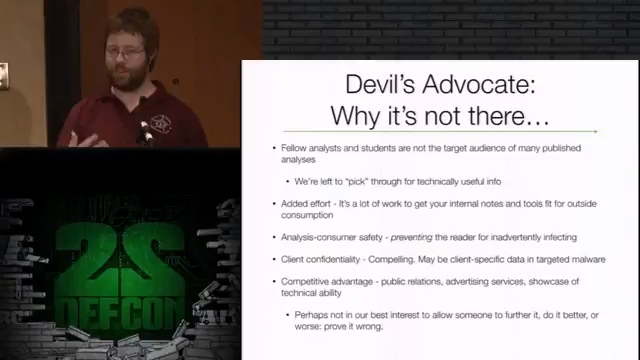 Devil's Advocate:
Why it's not there...
• Fellow analysts and students are not the target audience of many published
analyses
• We're left to "pick" through for technically useful info
• Added effort - It's a lot of work to get your internal notes and tools fit for outside
consumption
• Analysis-consumer safety - preventing the reader for inadvertently infecting
• Client confidentiality - Compelling. May be client-specific data in targeted malware
• Competitive advantage - public relations, advertising services, showcase of
technical ability
• Perhaps not in our best interest to allow someone to further it, do it better, or
worse: prove it wrong.
22
DEFCON